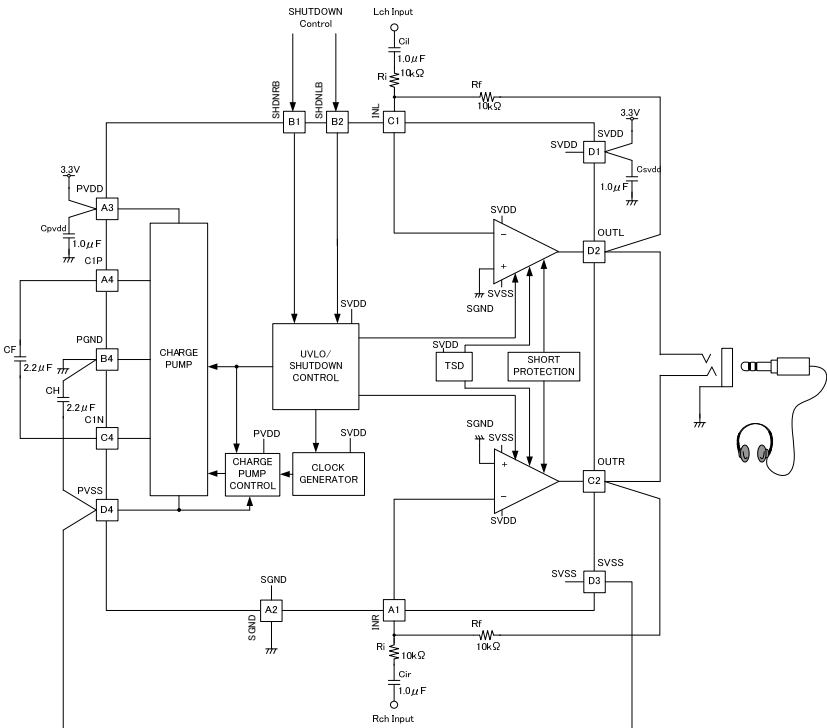 SHUTDOWN
Control
Lch Input
Cil
1.0μF
Ri
10kΩ
Rf
10kΩ
SHDNRB
SHDNLB
INL
B1
B2
C1
3.3V
SVDD
SVDD
D1
Csvdd
1.0μF
3.3V
PVDD
A3
Cpvdd
1.0μF
C1P
A4
SVDD
OUTL
D2
−
+
SGND
SVSS
PGND
B4
CF
2.2μF
CH
2.2μF
C1N
C4
PVSS
D4
CHARGE
PUMP
SVDD
UVLO/
SHUTDOWN
CONTROL
SVDD
TSD
SHORT
PROTECTION
PVDD
SVDD
CHARGE
PUMP
CONTROL
CLOCK
GENERATOR
SGND
SVSS
+
−
SVDD
OUTR
C2
SVSS
SVSS
D3
SGND
SGND
A2
INR
A1
Rf
10kΩ
Ri
10kΩ
Cir
1.0μF
Rch Input